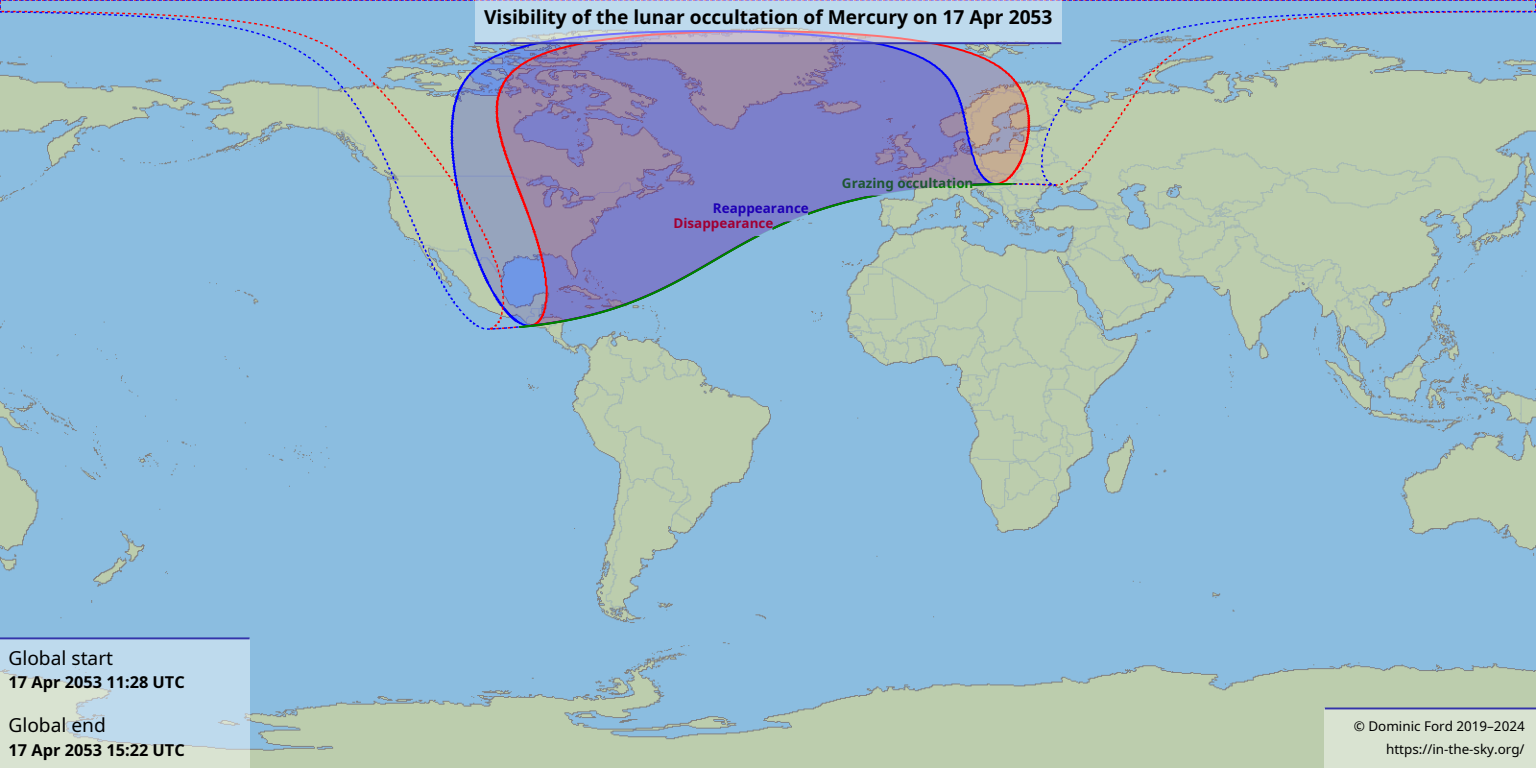 Visibility of the lunar occultation of Mercury on 17 Apr 2053
Grazing occultation
Reappearance
Disappearance
Global start
17 Apr 2053 11:28 UTC
Global end
17 Apr 2053 15:22 UTC
© Dominic Ford 2019–2024
https://in-the-sky.org/